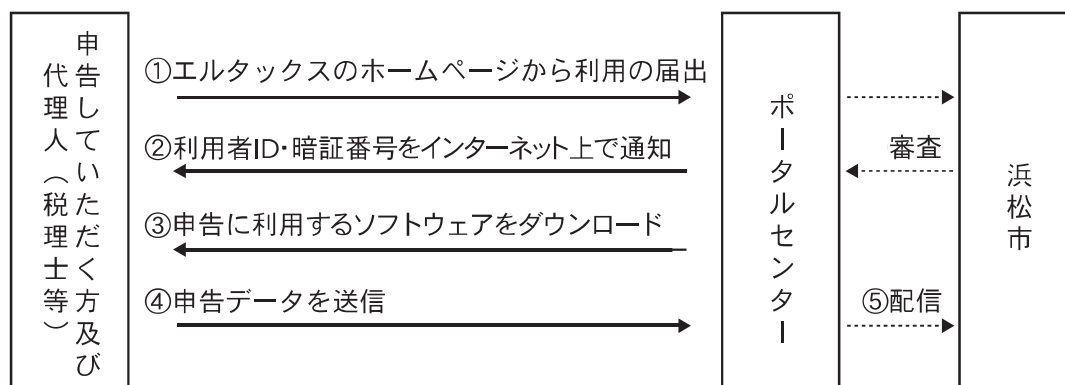 申告していただく方及び
代理人（税理士等）
①エルタックスのホームページから利用の届出
②利用者ID・暗証番号をインターネット上で通知
③申告に利用するソフトウェアをダウンロード
④申告データを送信
ポータルセンター
審査
⑤配信
浜松市